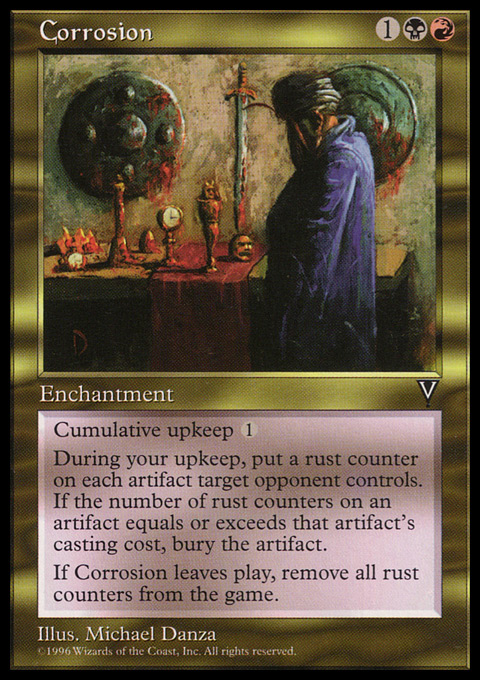 Corrosion 1
Enchantment V
Cumulative upkeep 1
During your upkeep, put a rust counter
on each artifact target opponent controls.
If the number of rust counters on an
artifact equals or exceeds that artifact's
casting cost, bury the artifact.
If Corrosion leaves play, remove all rust
counters from the game.
Illus. Michael Danza
©1996 Wizards of the Coast, Inc. All rights reserved.